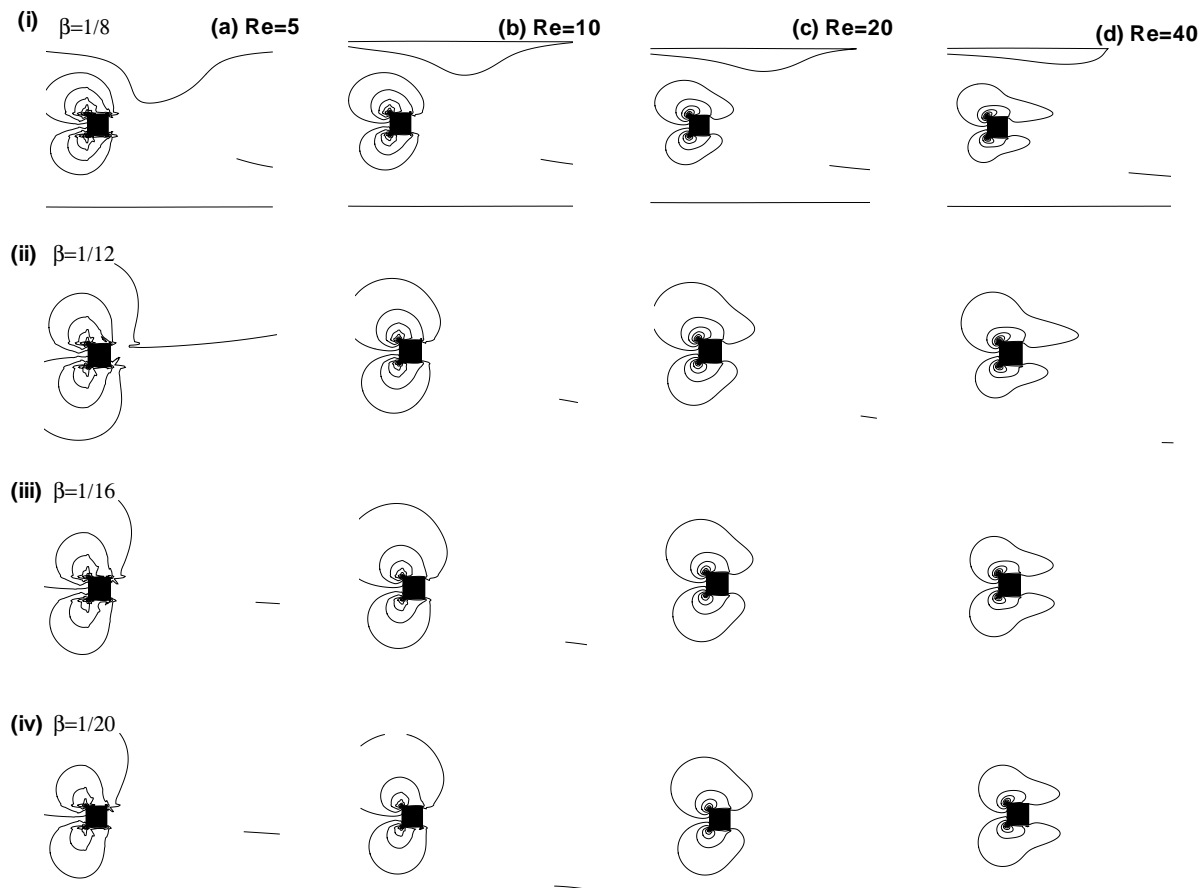 (i) β=1/8 (a) Re=5 (b) Re=10 (c) Re=20 (d) Re=40
(ii) β=1/12
(iii) β=1/16
(iv) β=1/20